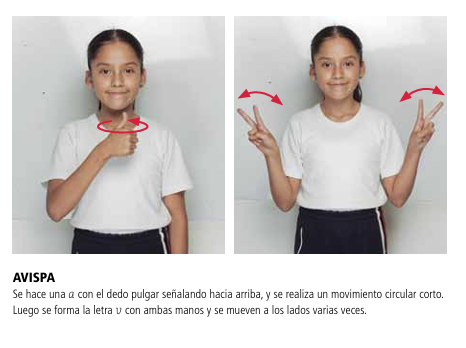 AVISPA
Se hace una a con el dedo pulgar señalando hacia arriba, y se realiza un movimiento circular corto.
Luego se forma la letra v con ambas manos y se mueven a los lados varias veces.